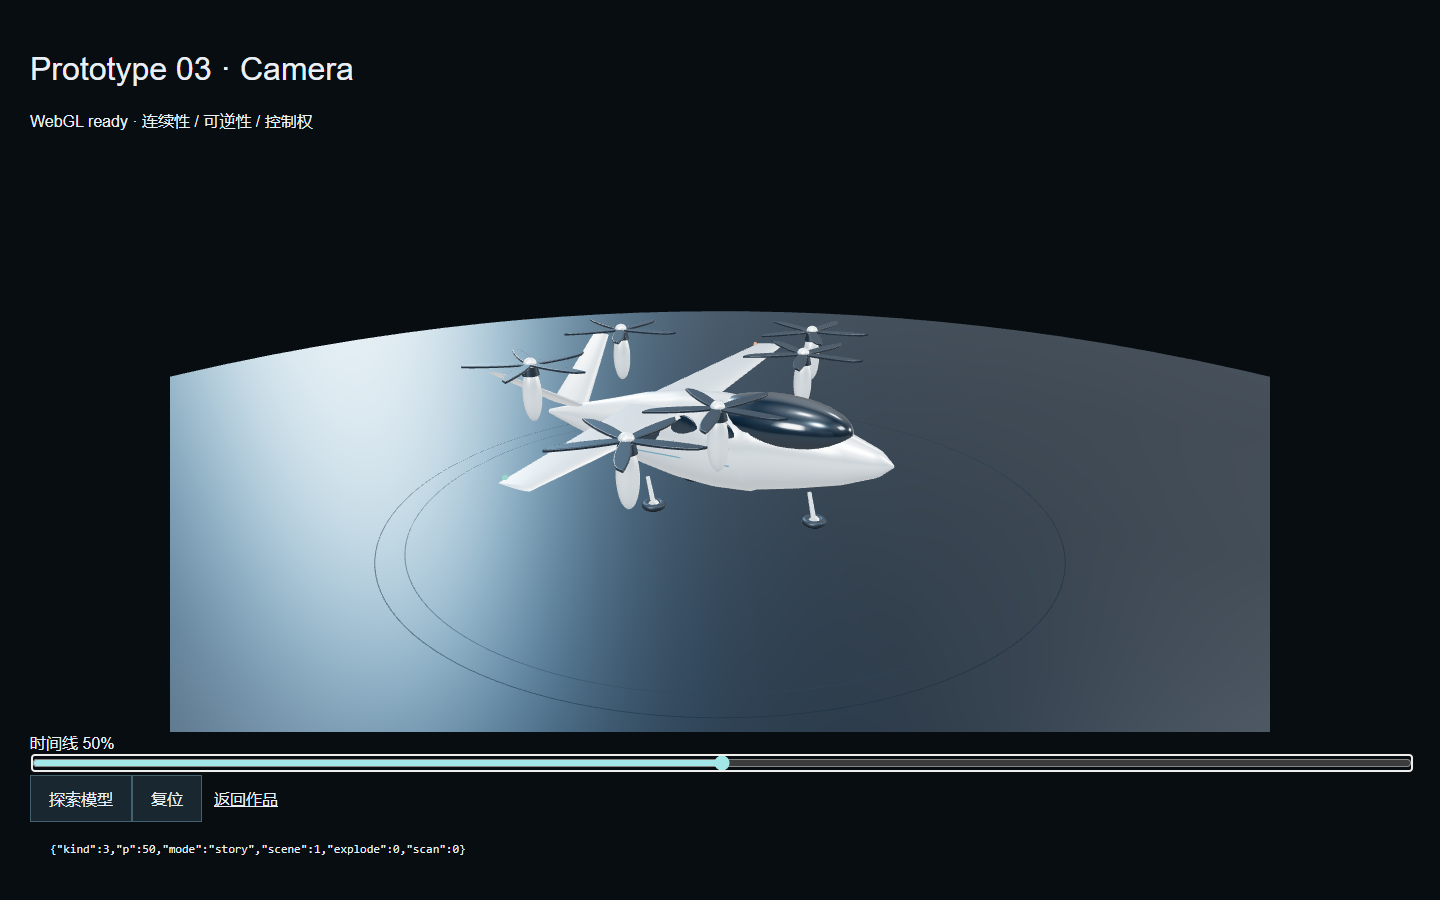 Prototype 03 · Camera
WebGL ready · 连续性 / 可逆性 / 控制权
时间线 50%
探索模型 复位 返回作品
{"kind":3,"p":50,"mode":"story","scene":1,"explode":0,"scan":0}